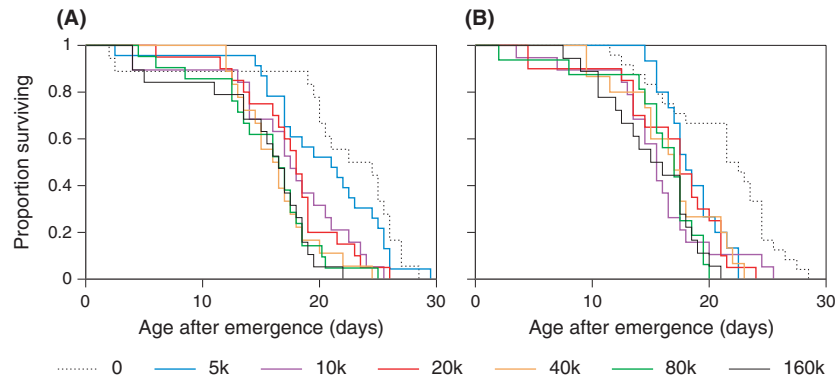 (A) (B)
Proportion surviving
1
0.8
0.6
0.4
0.2
0
0 10 20 30 0 10 20 30
Age after emergence (days) Age after emergence (days)
0 5k 10k 20k 40k 80k 160k